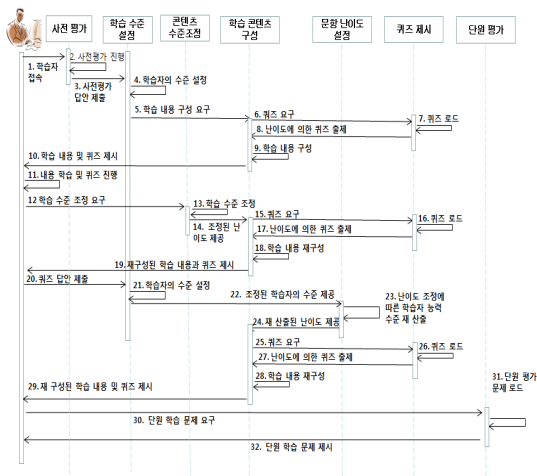 사전 평가
학습 수준
설정
콘텐츠
수준조정
학습 콘텐츠
구성
문항 난이도
설정
퀴즈 제시
단원 평가
1. 학습자
접속
2. 사전평가 진행
3. 사전평가
답안 제출
4. 학습자의 수준 설정
5. 학습 내용 구성 요구
6. 퀴즈 요구
7. 퀴즈 로드
8. 난이도에 의한 퀴즈 출제
9. 학습 내용 구성
10. 학습 내용 및 퀴즈 제시
11.내용 학습 및 퀴즈 진행
12 학습 수준 조정 요구
13. 학습 수준 조정
14. 조정된 난
이도 제공
15. 퀴즈 요구
16. 퀴즈 로드
17.난이도에 의한 퀴즈 출제
18. 학습 내용 재구성
19.재구성된 학습 내용과 퀴즈 제시
20.퀴즈 답안 제출
21. 학습자의 수준 설정
22. 조정된 학습자의 수준 제공
23. 난이도 조정에
따른 학습자 능력
수준 재 산출
24. 재 산출된 난이도 제공
25. 퀴즈 요구
26. 퀴즈 로드
27.난이도에 의한 퀴즈 출제
28. 학습 내용 재구성
29. 재 구성된 학습 내용 및 퀴즈 제시
30. 단원 학습 문제 요구
31. 단원 평가
문제 로드
32. 단원 학습 문제 제시